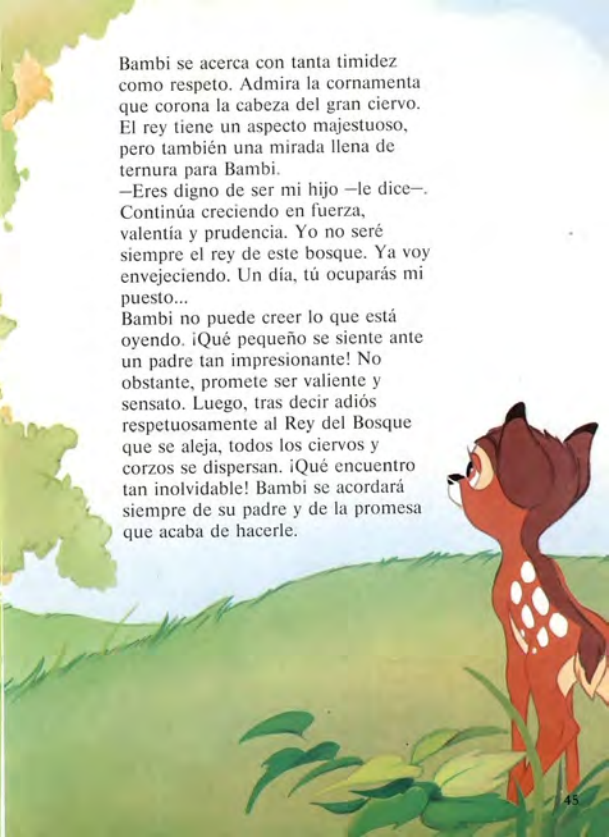 Bambi se acerca con tanta timidez
como respeto. Admira la cornamenta
que corona la cabeza del gran ciervo.
El rey tiene un aspecto majestuoso,
pero también una mirada llena de
ternura para Bambi.
—Eres digno de ser mi hijo —le dice—.
Continúa creciendo en fuerza,
valentía y prudencia. Yo no seré
siempre el rey de este bosque. Ya voy
envejeciendo. Un día, tú ocuparás mi
puesto...
Bambi no puede creer lo que está
oyendo. ¡Qué pequeño se siente ante
un padre tan impresionante! No
obstante, promete ser valiente y
sensato. Luego, tras decir adiós
respetuosamente al Rey del Bosque
que se aleja, todos los ciervos y
corzos se dispersan. ¡Qué encuentro
tan inolvidable! Bambi se acordará
siempre de su padre y de la promesa
que acaba de hacerle.
45